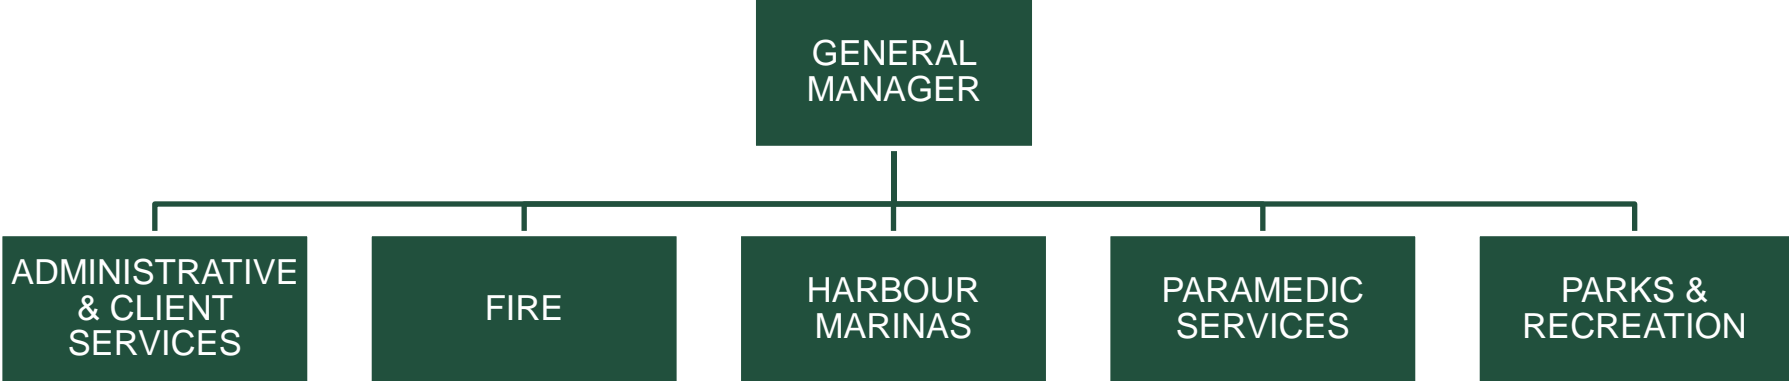 GENERAL
MANAGER
ADMINISTRATIVE
& CLIENT
SERVICES
FIRE
HARBOUR
MARINAS
PARAMEDIC
SERVICES
PARKS &
RECREATION